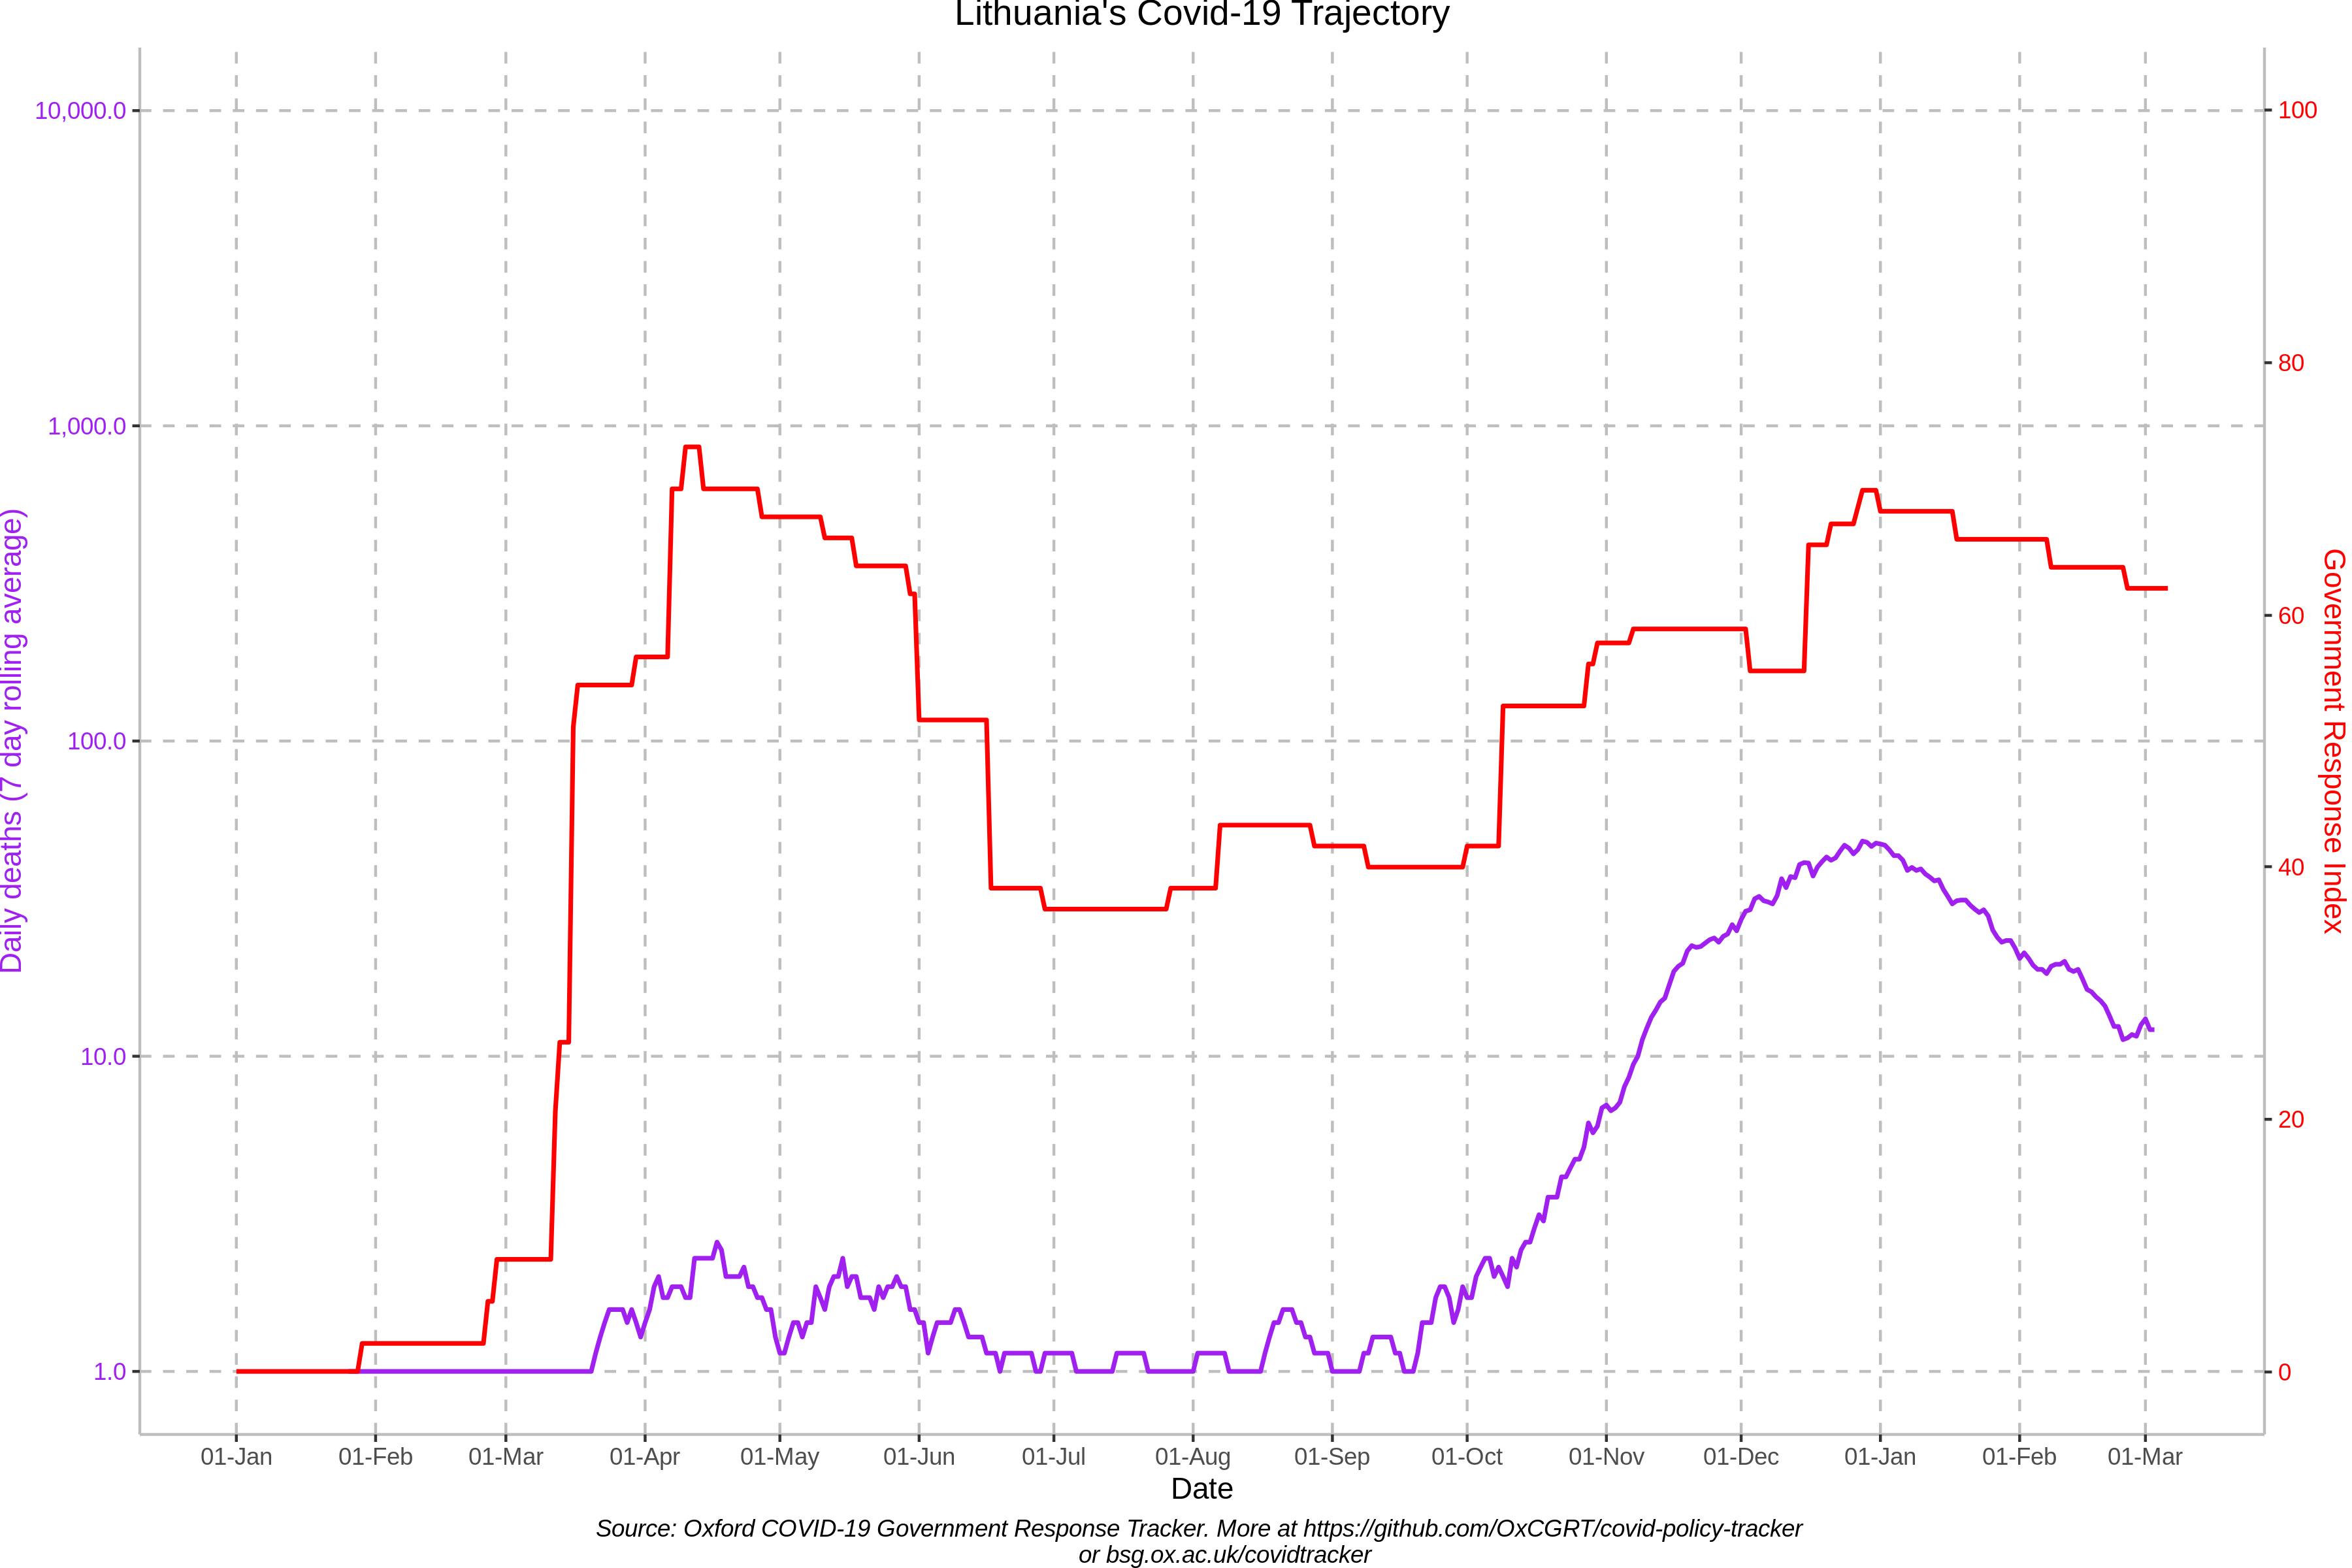 Lithuania's Covid-19 Trajectory
10,000.0
1,000.0
100.0
10.0
1.0
Daily deaths (7 day rolling average)
100
80
60
40
20
0
Government Response Index
01-Jan 01-Feb 01-Mar 01-Apr 01-May 01-Jun 01-Jul 01-Aug 01-Sep 01-Oct 01-Nov 01-Dec 01-Jan 01-Feb 01-Mar
Date
Source: Oxford COVID-19 Government Response Tracker. More at https://github.com/OxCGRT/covid-policy-tracker
or bsg.ox.ac.uk/covidtracker